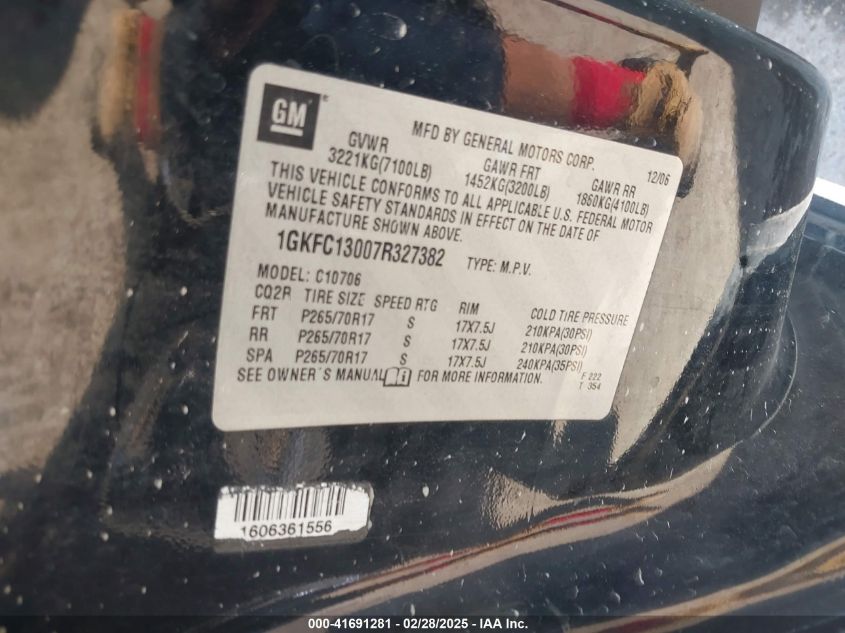 GM®
MFD BY GENERAL MOTORS CORP. 12/06
GVWR GAWR FRT GAWR RR
3221KG(7100LB) 1452KG(3200LB) 1860KG(4100LB)
THIS VEHICLE CONFORMS TO ALL APPLICABLE U.S. FEDERAL MOTOR
VEHICLE SAFETY STANDARDS IN EFFECT ON THE DATE OF
MANUFACTURE SHOWN ABOVE.
1GKFC13007R327382 TYPE: M.P.V.
MODEL: C10706
CQ2R TIRE SIZE SPEED RTG RIM COLD TIRE PRESSURE
FRT P265/70R17 S 17X7.5J 210KPA(30PSI)
RR P265/70R17 S 17X7.5J 210KPA(30PSI)
SPA P265/70R17 S 17X7.5J 240KPA(35PSI)
SEE OWNER'S MANUAL FOR MORE INFORMATION.
F 222
T 354
1606361556
000-41691281 - 02/28/2025 - IAA Inc.